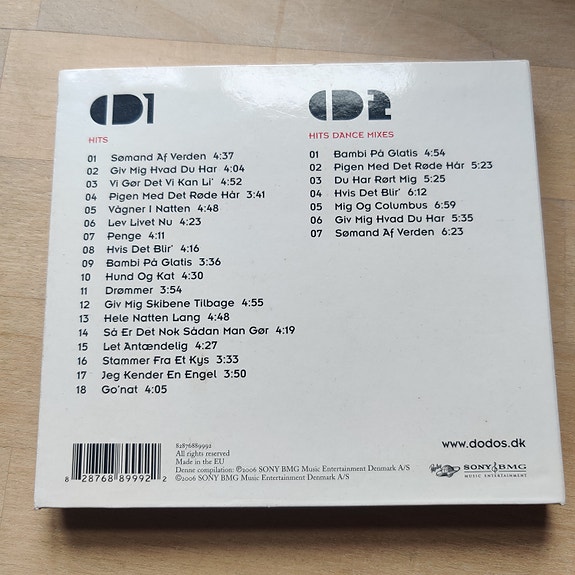 CD1
HITS
01 Sømand Af Verden 4:37
02 Giv Mig Hvad Du Har 4:04
03 Vi Gør Det Vi Kan Li' 4:52
04 Pigen Med Det Røde Hår 3:41
05 Vågner I Natten 4:48
06 Lev Livet Nu 4:23
07 Penge 4:11
08 Hvis Det Blir' 4:16
09 Bambi På Glatis 3:36
10 Hund Og Kat 4:30
11 Drømmer 3:54
12 Giv Mig Skibene Tilbage 4:55
13 Hele Natten Lang 4:48
14 Så Er Det Nok Sådan Man Gør 4:19
15 Let Antændelig 4:27
16 Stammer Fra Et Kys 3:33
17 Jeg Kender En Engel 3:50
18 Go'nat 4:05
CD2
HITS DANCE MIXES
01 Bambi På Glatis 4:54
02 Pigen Med Det Røde Hår 5:23
03 Du Har Rørt Mig 5:25
04 Hvis Det Blir' 6:12
05 Mig Og Columbus 6:59
06 Giv Mig Hvad Du Har 5:35
07 Sømand Af Verden 6:23
8 28768 89992 2
82876889992
All rights reserved
Made in the EU
Denne compilation: ℗2006 SONY BMG Music Entertainment Denmark A/S
©2006 SONY BMG Music Entertainment Denmark A/S
www.dodos.dk
SONY BMG
MUSIC ENTERTAINMENT